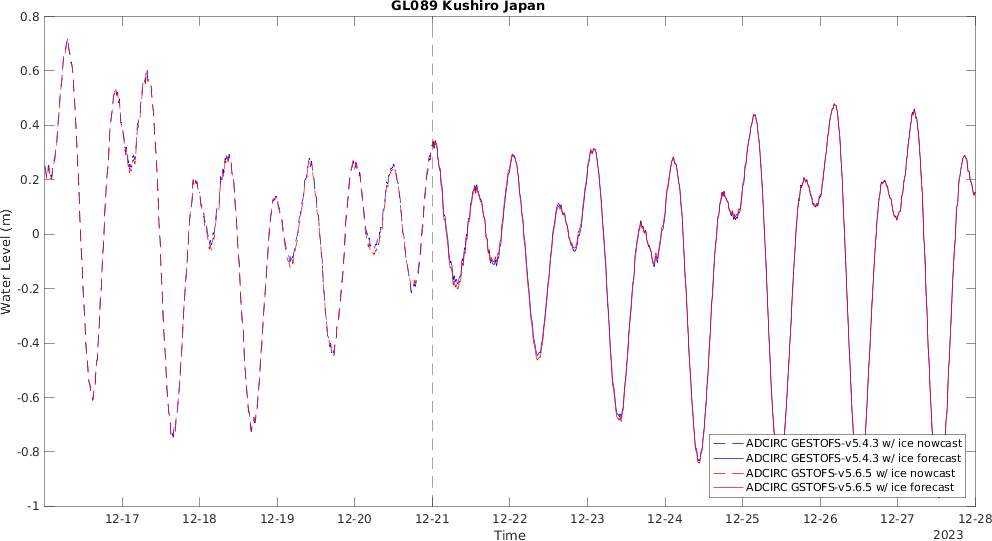 GL089 Kushiro Japan
0.8
0.6
0.4
0.2
0
-0.2
-0.4
-0.6
-0.8
-1
Water Level (m)
ADCIRC GESTOFS-v5.4.3 w/ ice nowcast
ADCIRC GESTOFS-v5.4.3 w/ ice forecast
ADCIRC GSTOFS-v5.6.5 w/ ice nowcast
ADCIRC GSTOFS-v5.6.5 w/ ice forecast
12-17 12-18 12-19 12-20 12-21 12-22 12-23 12-24 12-25 12-26 12-27 12-28
Time
2023